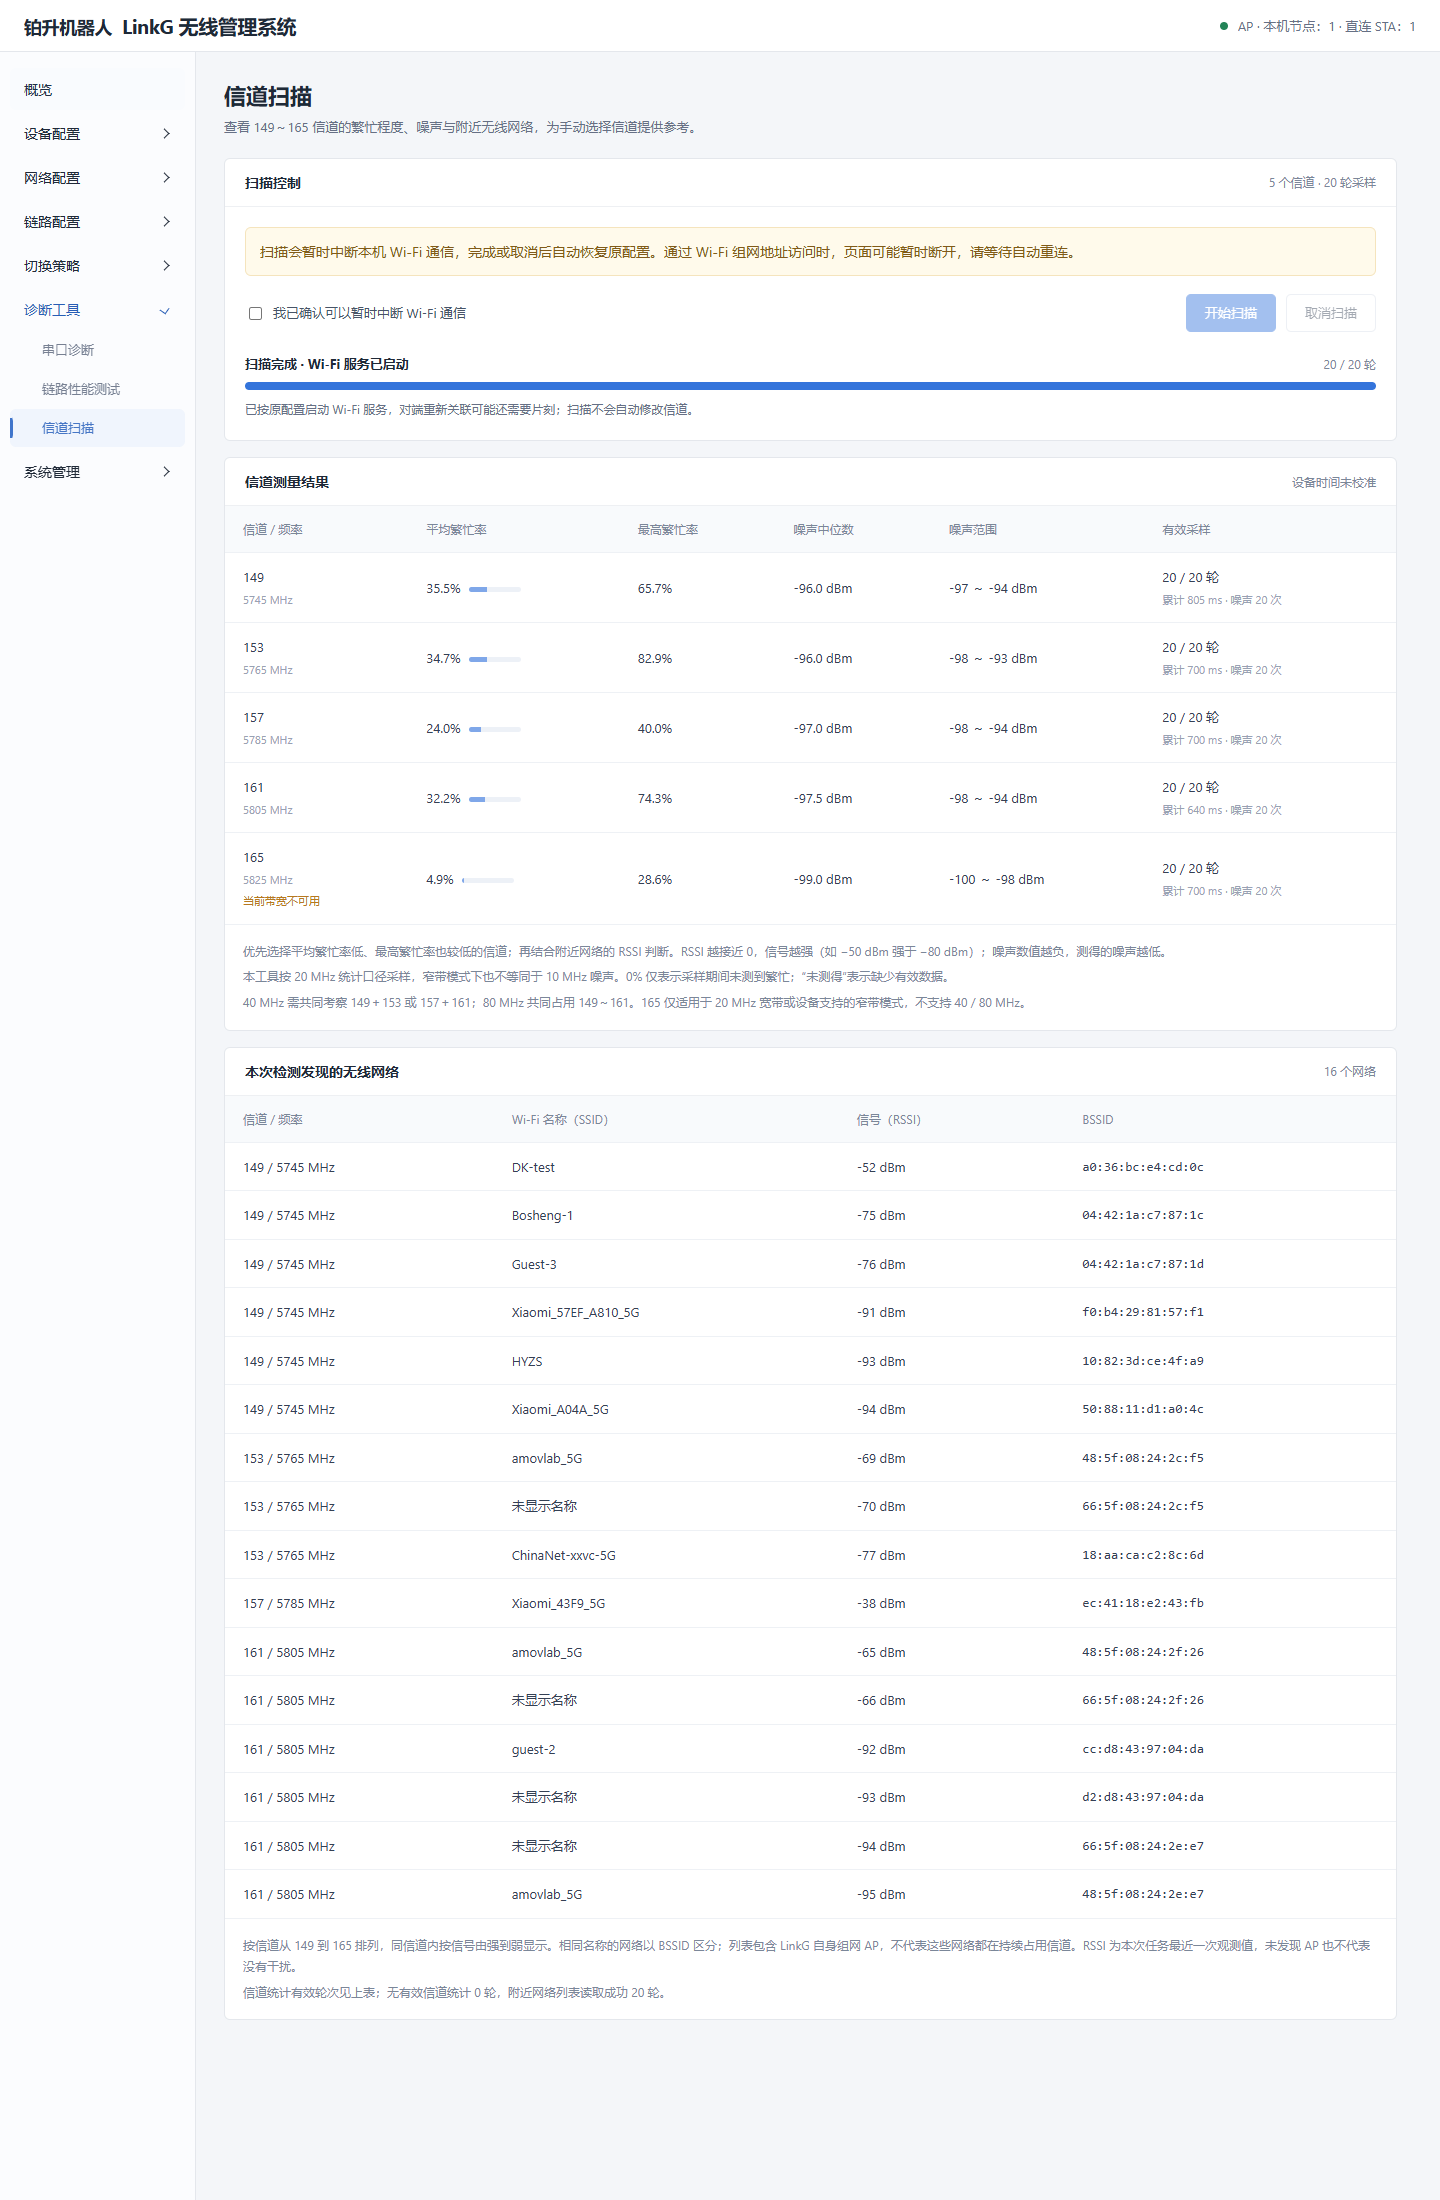 铂升机器人 LinkG 无线管理系统
AP · 本机节点：1 · 直连 STA：1
概览
设备配置
网络配置
链路配置
切换策略
诊断工具
串口诊断
链路性能测试
信道扫描
系统管理
信道扫描
查看 149 ~ 165 信道的繁忙程度、噪声与附近无线网络，为手动选择信道提供参考。
扫描控制
5 个信道 · 20 轮采样
扫描会暂时中断本机 Wi-Fi 通信，完成或取消后自动恢复原配置。通过 Wi-Fi 组网地址访问时，页面可能暂时断开，请等待自动重连。
我已确认可以暂时中断 Wi-Fi 通信
开始扫描
取消扫描
扫描完成 · Wi-Fi 服务已启动
20 / 20 轮
已按原配置启动 Wi-Fi 服务，对端重新关联可能还需要片刻；扫描不会自动修改信道。
信道测量结果
设备时间未校准
信道 / 频率 平均繁忙率 最高繁忙率 噪声中位数 噪声范围 有效采样
149
5745 MHz
35.5% 65.7% -96.0 dBm -97 ~ -94 dBm
20 / 20 轮
累计 805 ms · 噪声 20 次
153
5765 MHz
34.7% 82.9% -96.0 dBm -98 ~ -93 dBm
20 / 20 轮
累计 700 ms · 噪声 20 次
157
5785 MHz
24.0% 40.0% -97.0 dBm -98 ~ -94 dBm
20 / 20 轮
累计 700 ms · 噪声 20 次
161
5805 MHz
32.2% 74.3% -97.5 dBm -98 ~ -94 dBm
20 / 20 轮
累计 640 ms · 噪声 20 次
165
5825 MHz
当前带宽不可用
4.9% 28.6% -99.0 dBm -100 ~ -98 dBm
20 / 20 轮
累计 700 ms · 噪声 20 次
优先选择平均繁忙率低、最高繁忙率也较低的信道；再结合附近网络的 RSSI 判断。RSSI 越接近 0，信号越强（如 −50 dBm 强于 −80 dBm）；噪声数值越负，测得的噪声越低。
本工具按 20 MHz 统计口径采样，窄带模式下也不等同于 10 MHz 噪声。0% 仅表示采样期间未测到繁忙；“未测得”表示缺少有效数据。
40 MHz 需共同考察 149 + 153 或 157 + 161；80 MHz 共同占用 149 ~ 161。165 仅适用于 20 MHz 宽带或设备支持的窄带模式，不支持 40 / 80 MHz。
本次检测发现的无线网络
16 个网络
信道 / 频率 Wi-Fi 名称（SSID） 信号（RSSI） BSSID
149 / 5745 MHz DK-test -52 dBm a0:36:bc:e4:cd:0c
149 / 5745 MHz Bosheng-1 -75 dBm 04:42:1a:c7:87:1c
149 / 5745 MHz Guest-3 -76 dBm 04:42:1a:c7:87:1d
149 / 5745 MHz Xiaomi_57EF_A810_5G -91 dBm f0:b4:29:81:57:f1
149 / 5745 MHz HYZS -93 dBm 10:82:3d:ce:4f:a9
149 / 5745 MHz Xiaomi_A04A_5G -94 dBm 50:88:11:d1:a0:4c
153 / 5765 MHz amovlab_5G -69 dBm 48:5f:08:24:2c:f5
153 / 5765 MHz 未显示名称 -70 dBm 66:5f:08:24:2c:f5
153 / 5765 MHz ChinaNet-xxvc-5G -77 dBm 18:aa:ca:c2:8c:6d
157 / 5785 MHz Xiaomi_43F9_5G -38 dBm ec:41:18:e2:43:fb
161 / 5805 MHz amovlab_5G -65 dBm 48:5f:08:24:2f:26
161 / 5805 MHz 未显示名称 -66 dBm 66:5f:08:24:2f:26
161 / 5805 MHz guest-2 -92 dBm cc:d8:43:97:04:da
161 / 5805 MHz 未显示名称 -93 dBm d2:d8:43:97:04:da
161 / 5805 MHz 未显示名称 -94 dBm 66:5f:08:24:2e:e7
161 / 5805 MHz amovlab_5G -95 dBm 48:5f:08:24:2e:e7
按信道从 149 到 165 排列，同信道内按信号由强到弱显示。相同名称的网络以 BSSID 区分；列表包含 LinkG 自身组网 AP，不代表这些网络都在持续占用信道。RSSI 为本次任务最近一次观测值，未发现 AP 也不代表
没有干扰。
信道统计有效轮次见上表；无有效信道统计 0 轮，附近网络列表读取成功 20 轮。